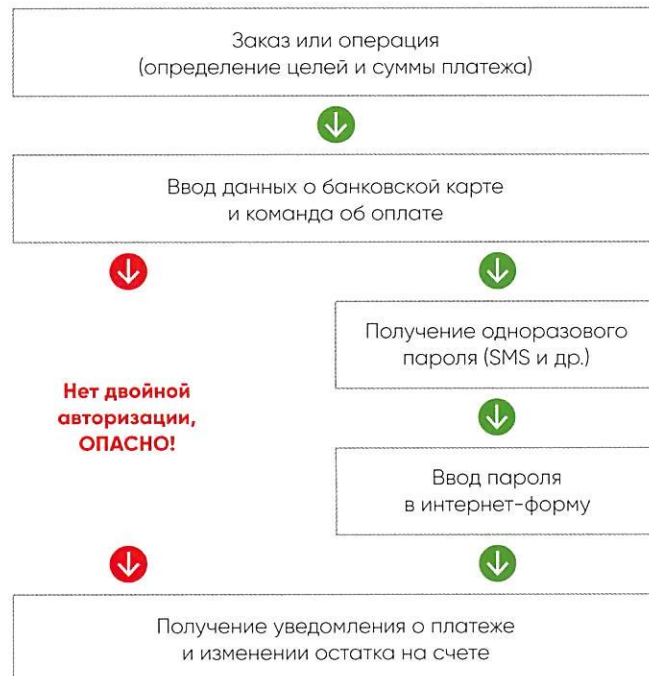 Заказ или операция
(определение целей и суммы платежа)
Ввод данных о банковской карте
и команда об оплате
Нет двойной
авторизации,
ОПАСНО!
Получение одноразового
пароля (SMS и др.)
Ввод пароля
в интернет-форму
Получение уведомления о платеже
и изменении остатка на счете